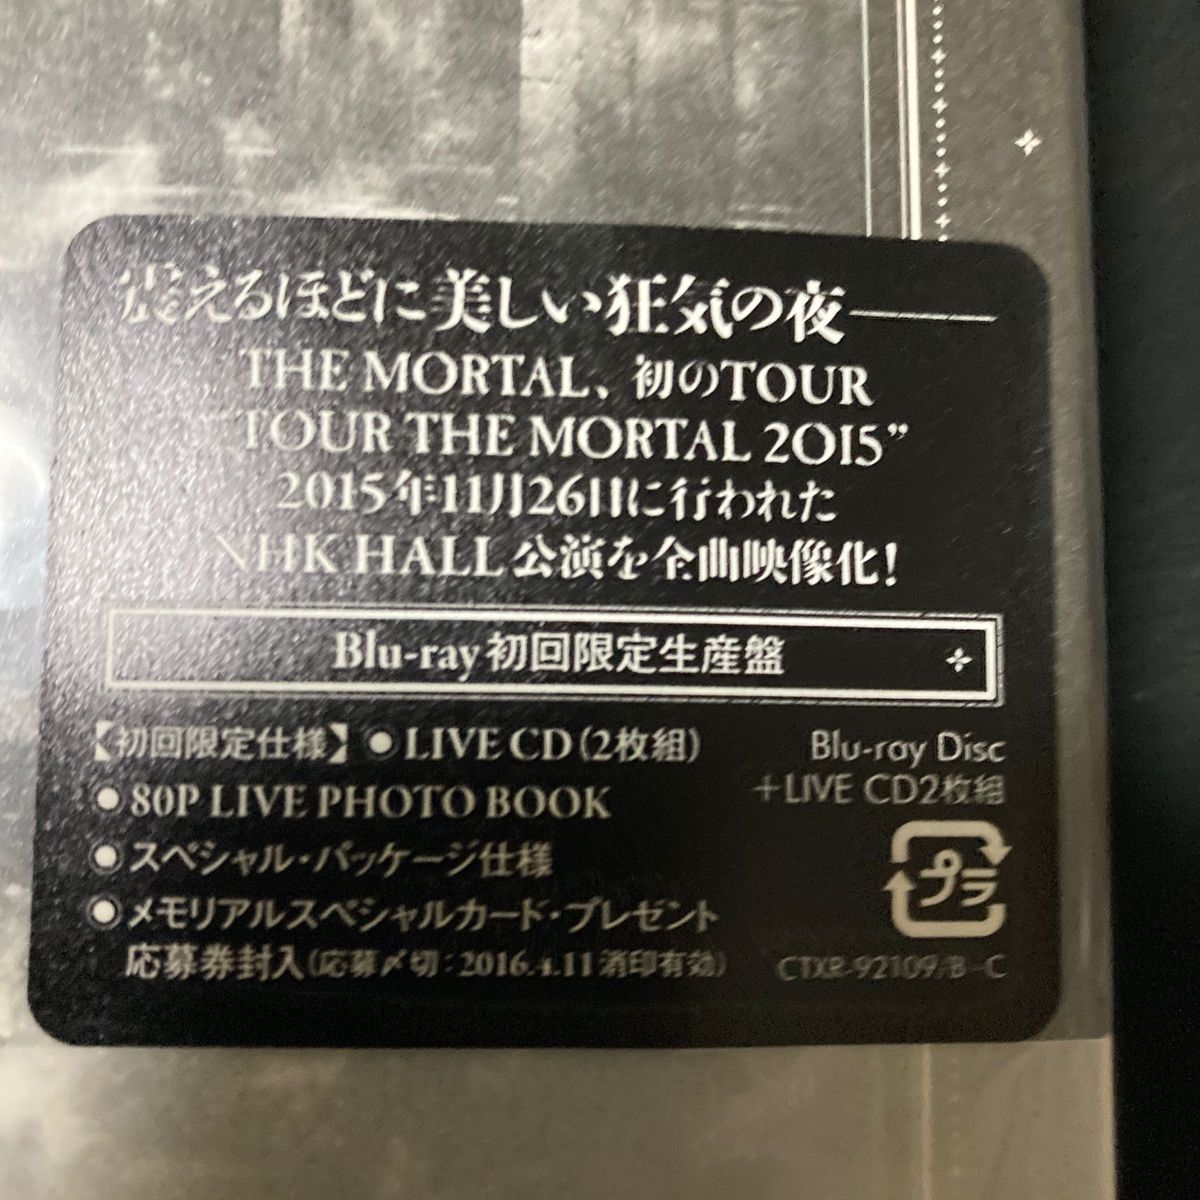 震えるほどに美しい狂気の夜――
THE MORTAL、初のTOUR
TOUR THE MORTAL 2015”
2015年11月26日に行われた
NHK HALL公演を全曲映像化!
Blu-ray初回限定生産盤
【初回限定仕様】●LIVE CD(2枚組)
●80P LIVE PHOTO BOOK
●スペシャル・パッケージ仕様
●メモリアルスペシャルカード・プレゼント
応募券封入(応募〆切:2016.4.11消印有効)
Blu-ray Disc
+LIVE CD2枚組
プラ
CTXR-92109/B~C